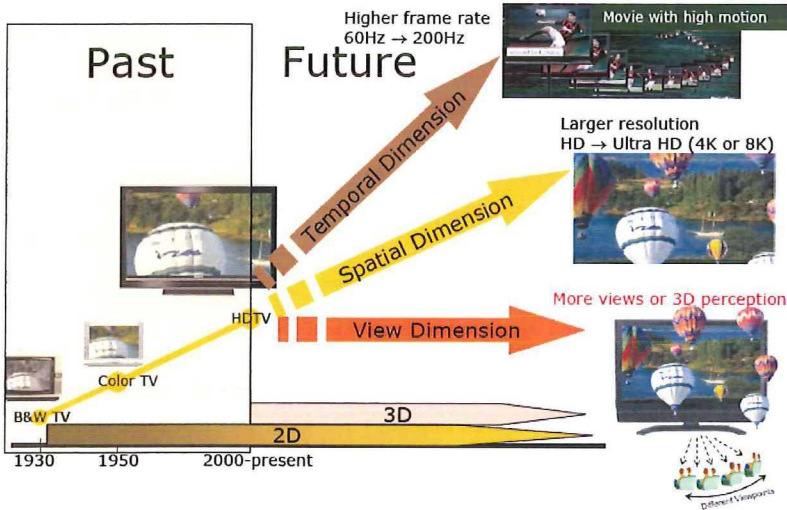 Past
Future
Higher frame rate
60Hz → 200Hz
Movie with high motion
Temporal Dimension
Larger resolution
HD → Ultra HD (4K or 8K)
Spatial Dimension
More views or 3D perception
View Dimension
HDTV
Color TV
B&W TV
3D
2D
1930
1950
2000-present
Different Viewpoints